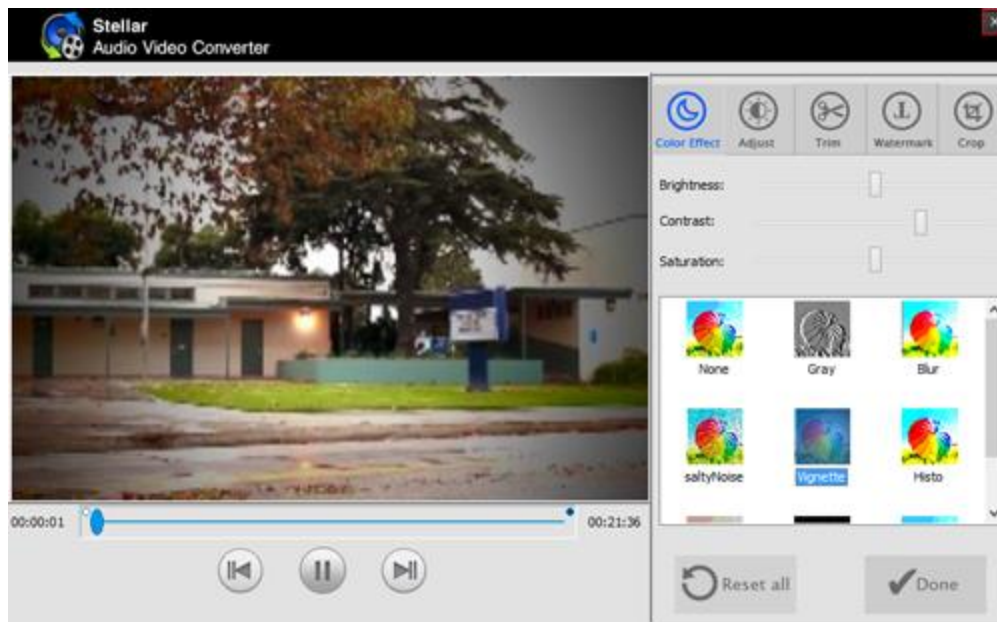 Stellar
Audio Video Converter
Color Effect Adjust Trim Watermark Crop
Brightness:
Contrast:
Saturation:
None Gray Blur
saltyNoise Vignette Histo
00:00:01 00:21:36
Reset all Done